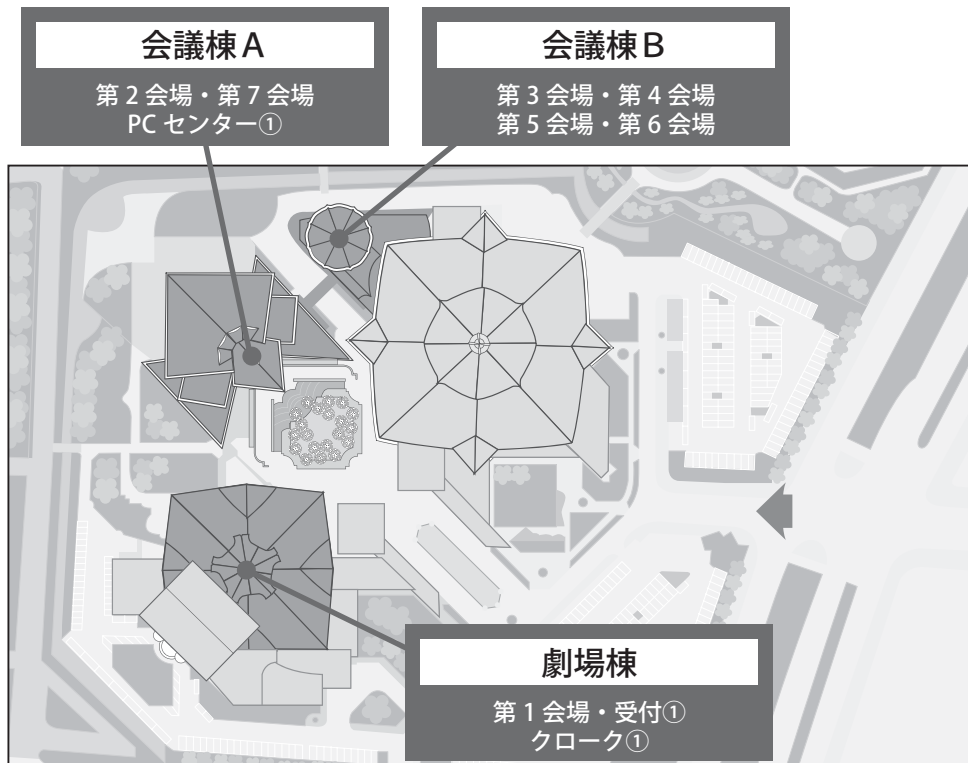 会議棟A
第2会場・第7会場
PCセンター①
会議棟B
第3会場・第4会場
第5会場・第6会場
劇場棟
第1会場・受付①
クローク①